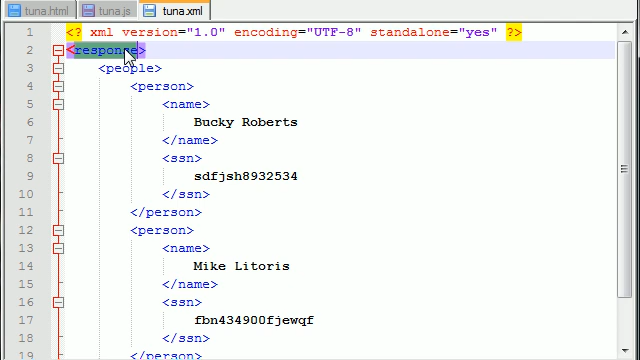 tuna.html tuna.js tuna.xml
1 <? xml version="1.0" encoding="UTF-8" standalone="yes" ?>
2 <response>
3 <people>
4 <person>
5 <name>
6 Bucky Roberts
7 </name>
8 <ssn>
9 sdfjsh8932534
10 </ssn>
11 </person>
12 <person>
13 <name>
14 Mike Litoris
15 </name>
16 <ssn>
17 fbn434900fjewqf
18 </ssn>
19 </person>